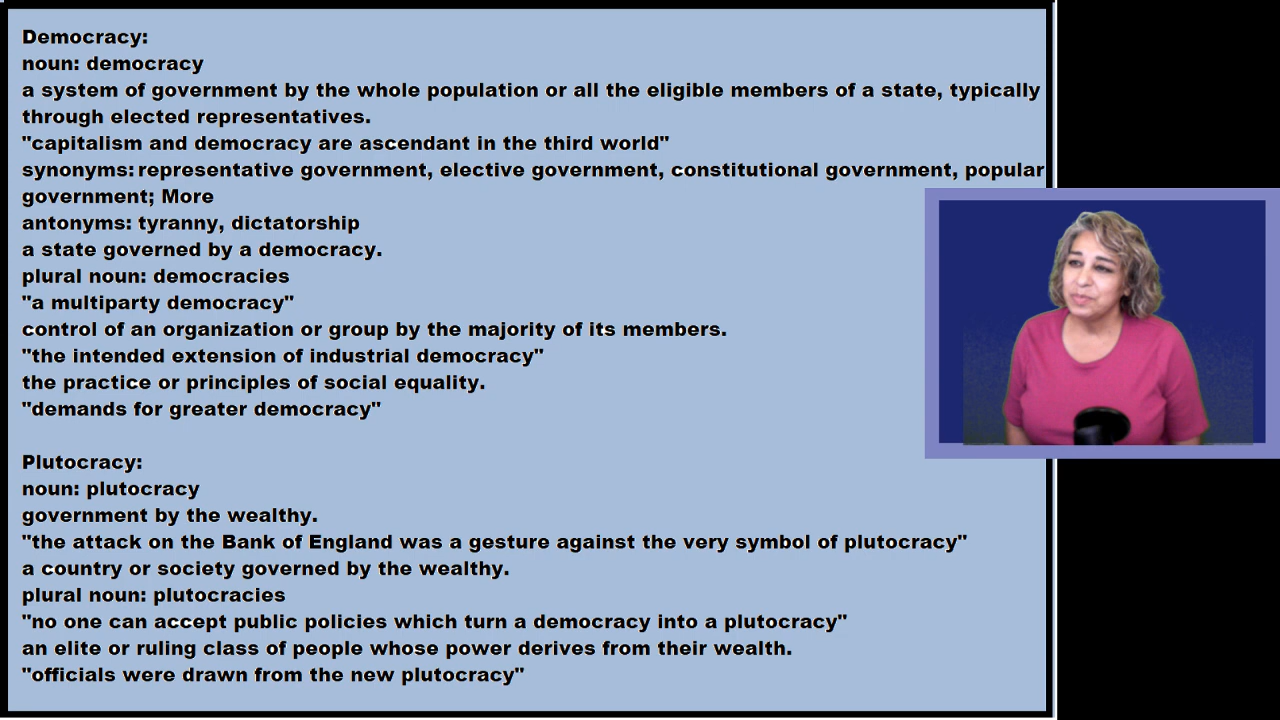 Democracy:
noun: democracy
a system of government by the whole population or all the eligible members of a state, typically
through elected representatives.
"capitalism and democracy are ascendant in the third world"
synonyms: representative government, elective government, constitutional government, popular
government; More
antonyms: tyranny, dictatorship
a state governed by a democracy.
plural noun: democracies
"a multiparty democracy"
control of an organization or group by the majority of its members.
"the intended extension of industrial democracy"
the practice or principles of social equality.
"demands for greater democracy"
Plutocracy:
noun: plutocracy
government by the wealthy.
"the attack on the Bank of England was a gesture against the very symbol of plutocracy"
a country or society governed by the wealthy.
plural noun: plutocracies
"no one can accept public policies which turn a democracy into a plutocracy"
an elite or ruling class of people whose power derives from their wealth.
"officials were drawn from the new plutocracy"